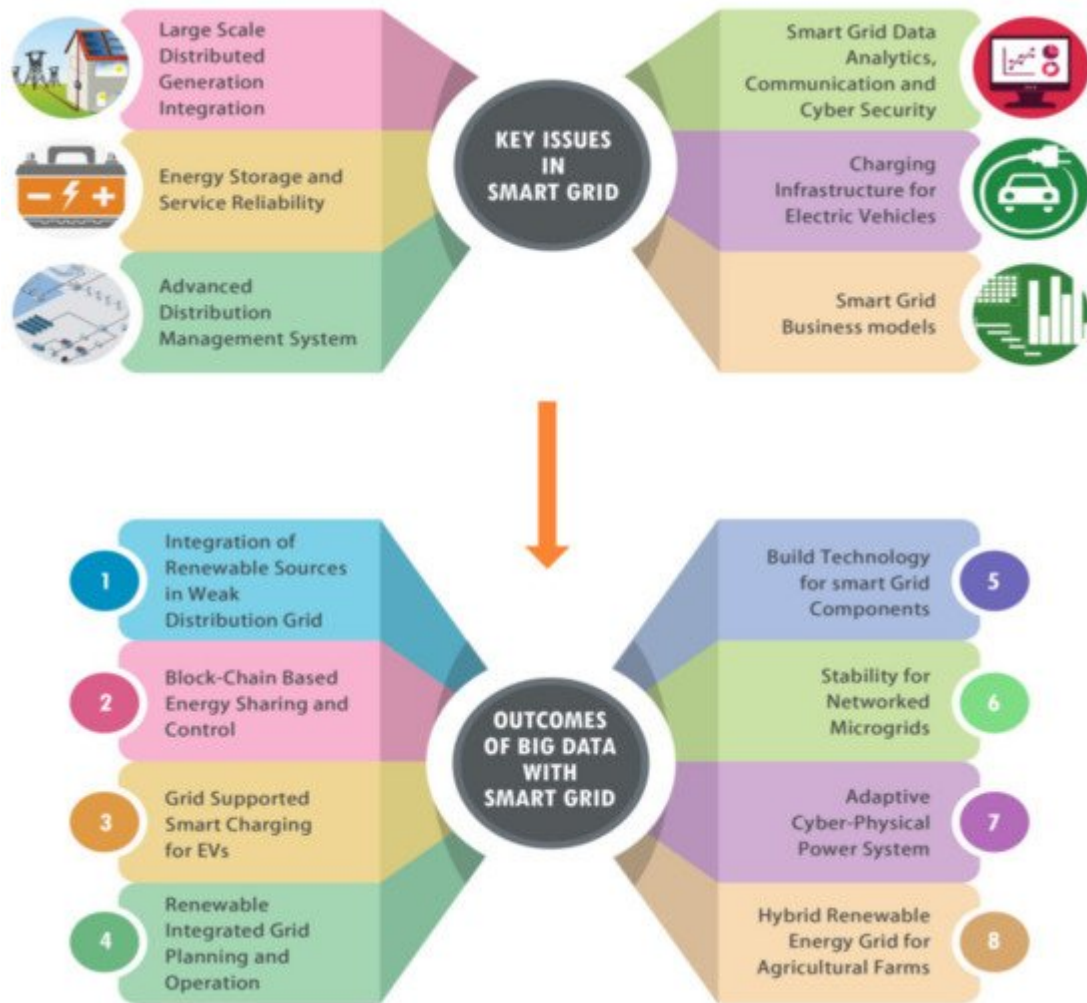 Large Scale
Distributed
Generation
Integration
Energy Storage and
Service Reliability
Advanced
Distribution
Management System
KEY ISSUES
IN
SMART GRID
Smart Grid Data
Analytics,
Communication and
Cyber Security
Charging
Infrastructure for
Electric Vehicles
Smart Grid
Business models
1
Integration of
Renewable Sources
in Weak
Distribution Grid
2
Block-Chain Based
Energy Sharing and
Control
3
Grid Supported
Smart Charging
for EVs
4
Renewable
Integrated Grid
Planning and
Operation
OUTCOMES
OF BIG DATA
WITH
SMART GRID
Build Technology
for smart Grid
Components
5
Stability for
Networked
Microgrids
6
Adaptive
Cyber-Physical
Power System
7
Hybrid Renewable
Energy Grid for
Agricultural Farms
8